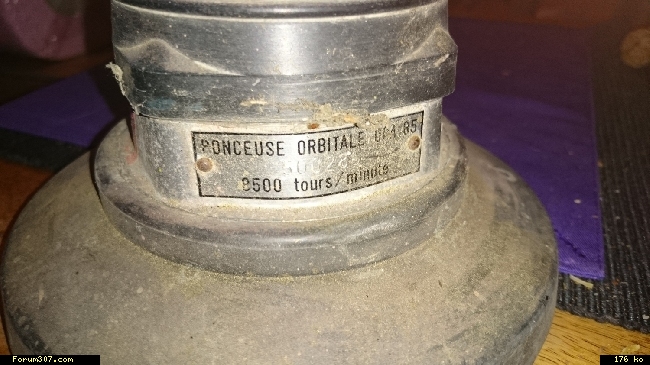 PONCEUSE ORBITALE
8500 tours/minute
Forum307.com
176 ko